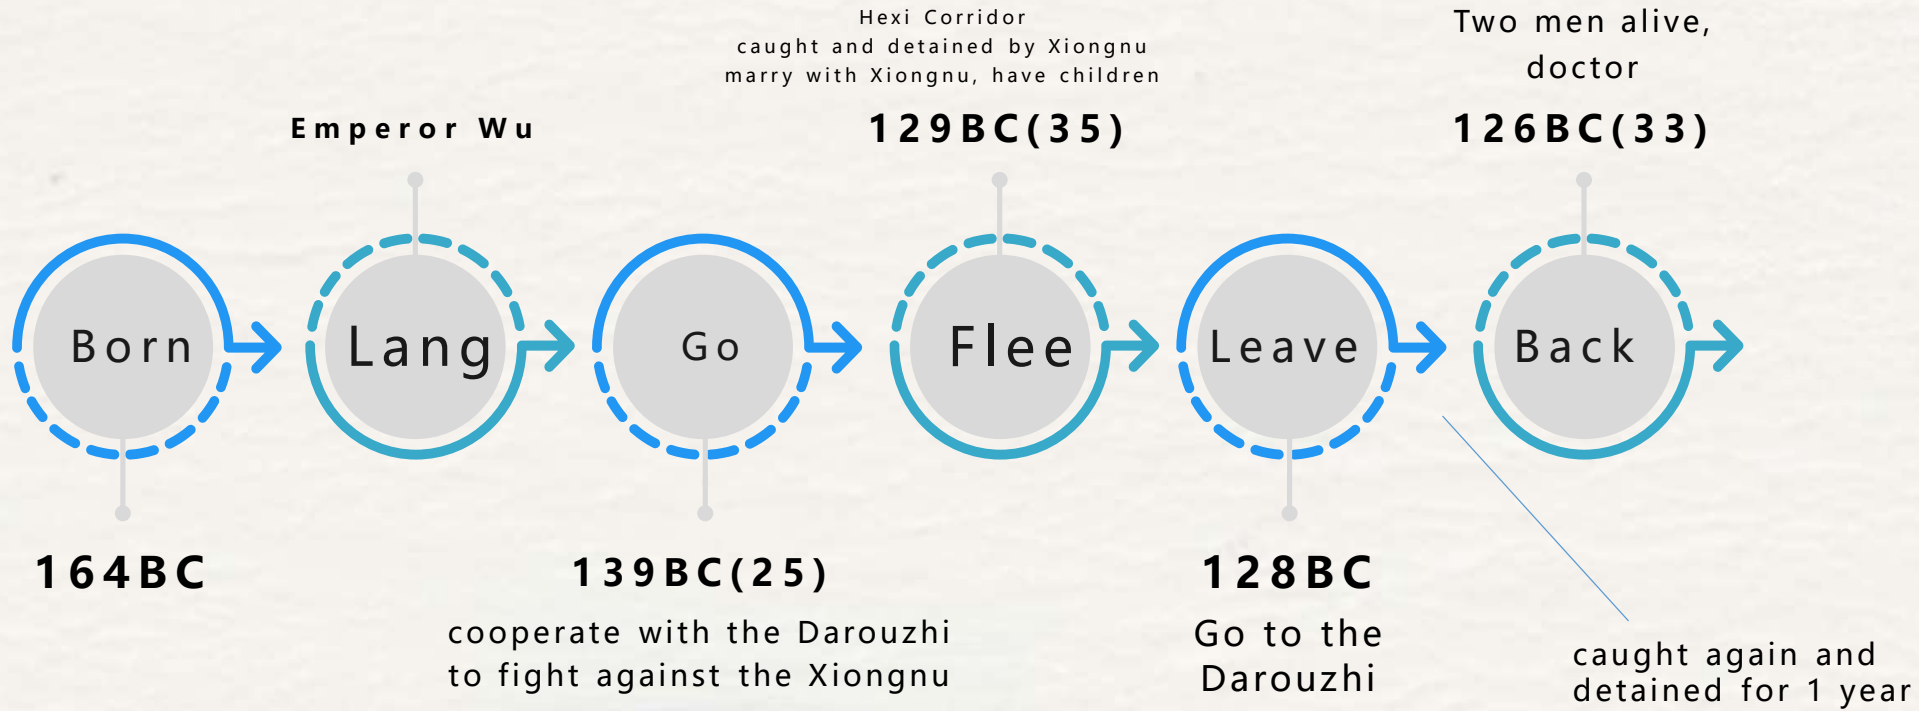 Hexi Corridor
caught and detained by Xiongnu
marry with Xiongnu, have children
Two men alive,
doctor
Emperor Wu
129BC(35)
126BC(33)
Born
Lang
Go
Flee
Leave
Back
164BC
139BC(25)
cooperate with the Darouzhi
to fight against the Xiongnu
128BC
Go to the
Darouzhi
caught again and
detained for 1 year